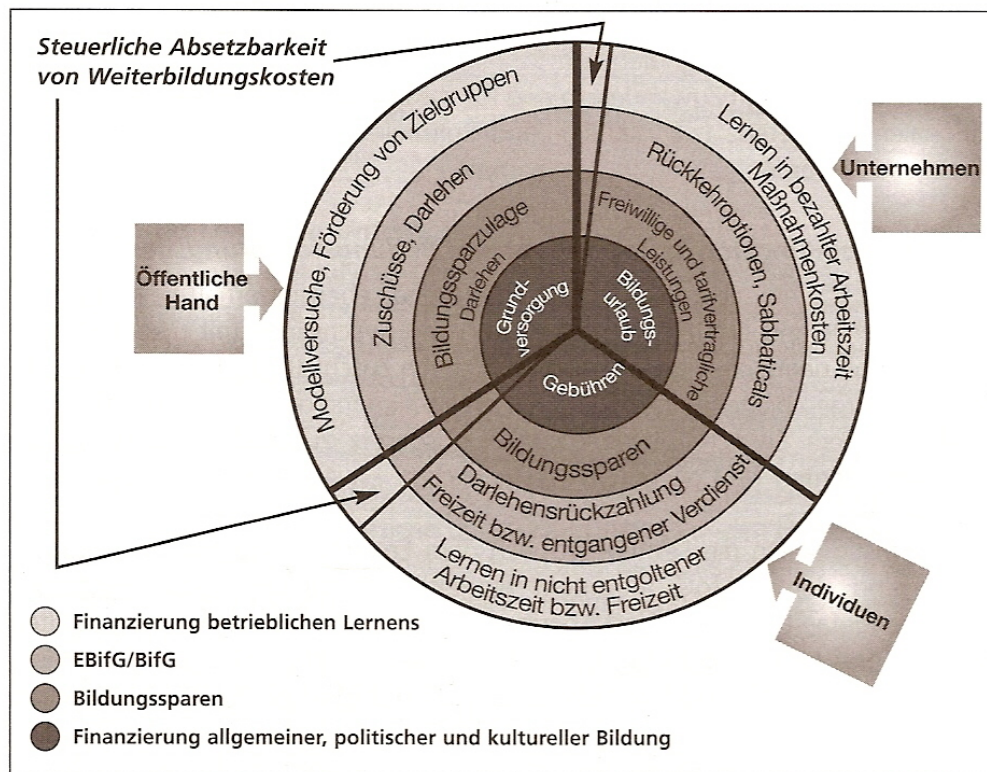 Steuerliche Absetzbarkeit
von Weiterbildungskosten
Öffentliche
Hand
Unternehmen
Individuen
Modellversuche, Förderung von Zielgruppen
Zuschüsse, Darlehen
Bildungssparzulage
Darlehen
Grund-
versorgung
Lernen in bezahlter Arbeitszeit
Maßnahmenkosten
Rückkehroptionen, Sabbaticals
Freiwillige und tarifvertragliche
Leistungen
Bildungs-
urlaub
Gebühren
Bildungssparen
Darlehensrückzahlung
Freizeit bzw. entgangener Verdienst
Lernen in nicht entgoltener
Arbeitszeit bzw. Freizeit
Finanzierung betrieblichen Lernens
EBifG/BifG
Bildungssparen
Finanzierung allgemeiner, politischer und kultureller Bildung